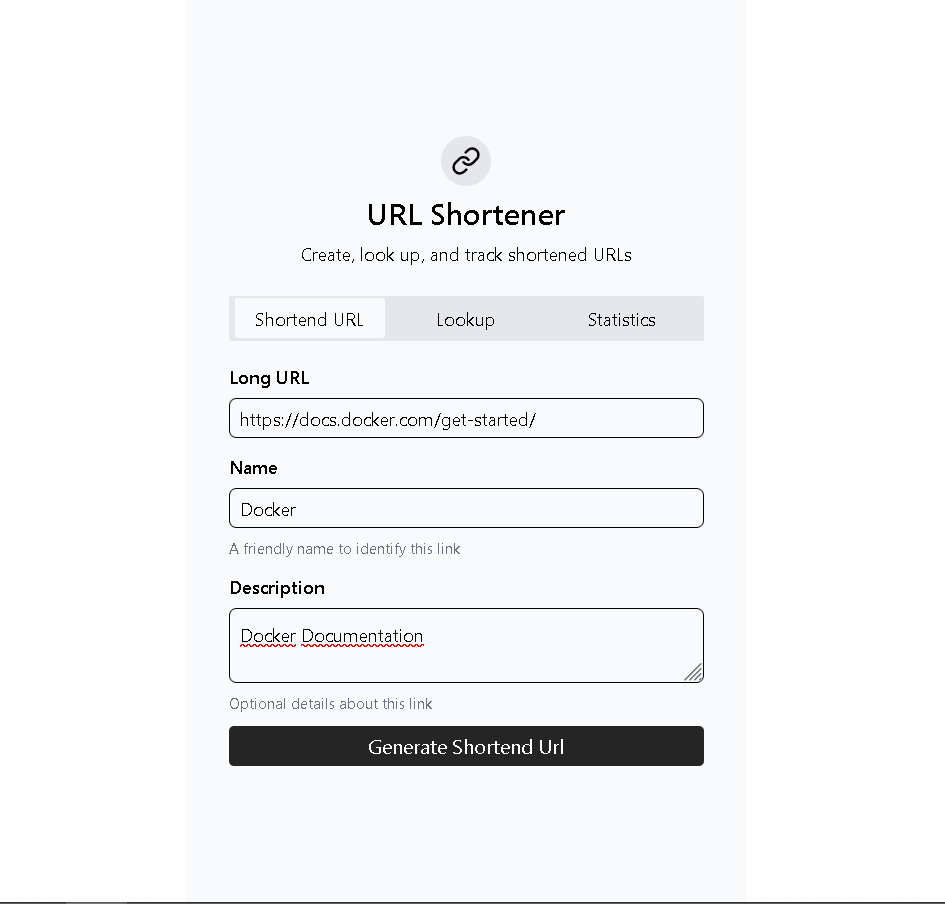 URL Shortener
Create, look up, and track shortened URLs
Shortend URL Lookup Statistics
Long URL
https://docs.docker.com/get-started/
Name
Docker
A friendly name to identify this link
Description
Docker Documentation
Optional details about this link
Generate Shortend Url